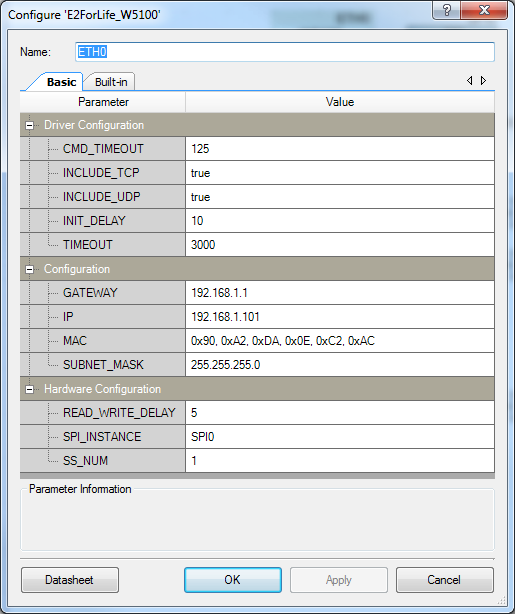 Configure 'E2ForLife_W5100'
Name: ETH0
Basic Built-in
Parameter Value
Driver Configuration
CMD_TIMEOUT 125
INCLUDE_TCP true
INCLUDE_UDP true
INIT_DELAY 10
TIMEOUT 3000
Configuration
GATEWAY 192.168.1.1
IP 192.168.1.101
MAC 0x90, 0xA2, 0xDA, 0x0E, 0xC2, 0xAC
SUBNET_MASK 255.255.255.0
Hardware Configuration
READ_WRITE_DELAY 5
SPI_INSTANCE SPI0
SS_NUM 1
Parameter Information
Datasheet OK Apply Cancel